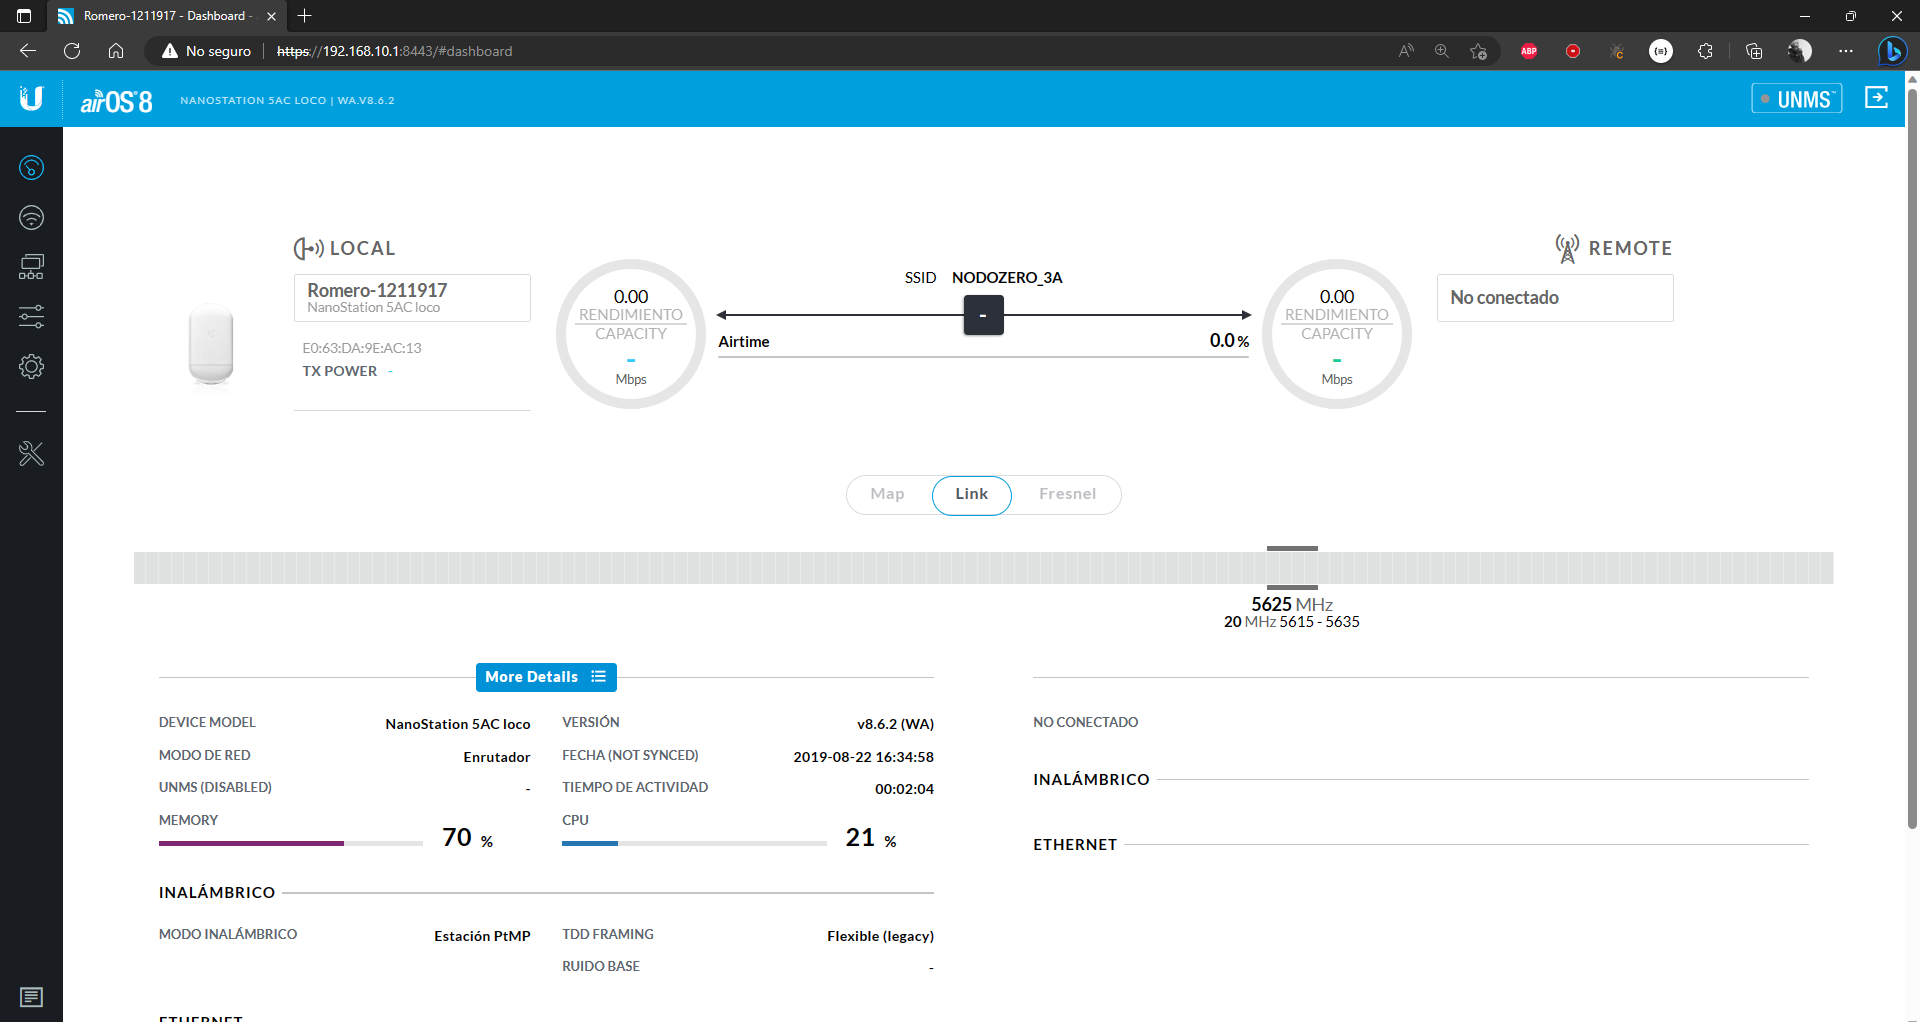 Romero-1211917 - Dashboard -
No seguro
https://192.168.10.1:8443/#dashboard
ABP
airOS 8
NANOSTATION 5AC LOCO | WA.V8.6.2
UNMS
LOCAL
Romero-1211917
NanoStation 5AC loco
E0:63:DA:9E:AC:13
TX POWER -
0.00
RENDIMIENTO
CAPACITY
-
Mbps
SSID NODOZERO_3A
-
Airtime 0.0 %
0.00
RENDIMIENTO
CAPACITY
-
Mbps
REMOTE
No conectado
Map Link Fresnel
5625 MHz
20 MHz 5615 - 5635
More Details
DEVICE MODEL NanoStation 5AC loco
MODO DE RED Enrutador
UNMS (DISABLED) -
MEMORY 70 %
VERSIÓN v8.6.2 (WA)
FECHA (NOT SYNCED) 2019-08-22 16:34:58
TIEMPO DE ACTIVIDAD 00:02:04
CPU 21 %
INALÁMBRICO
MODO INALÁMBRICO Estación PtMP
TDD FRAMING Flexible (legacy)
RUIDO BASE -
ETHERNET
NO CONECTADO
INALÁMBRICO
ETHERNET